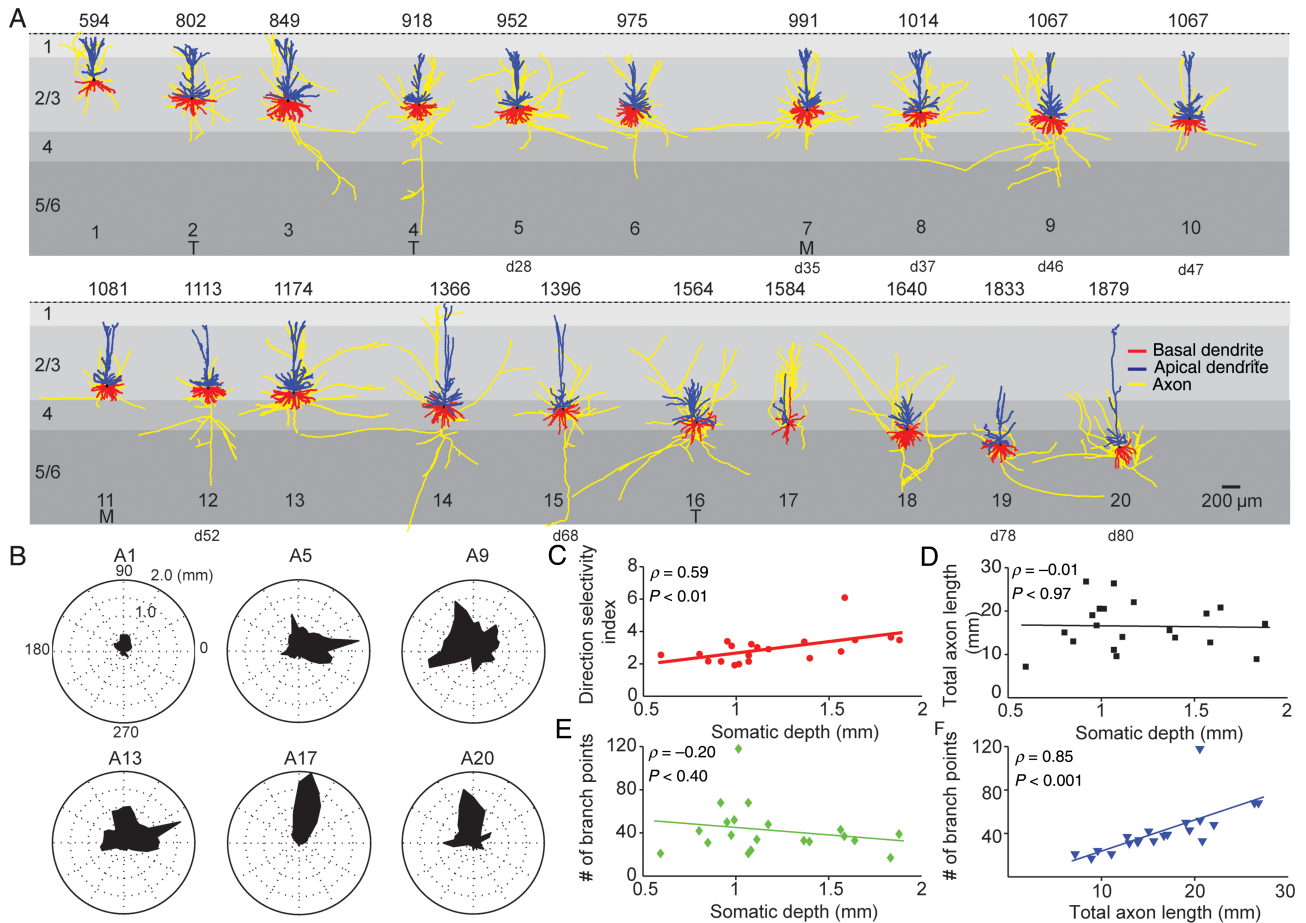 A
594 802 849 918 952 975 991 1014 1067 1067
1
2/3
4
5/6
1 2 3 4 5 6 7 8 9 10
T T M
d28 d35 d37 d46 d47
1081 1113 1174 1366 1396 1564 1584 1640 1833 1879
1
2/3
4
5/6
Basal dendrite
Apical dendrite
Axon
11 12 13 14 15 16 17 18 19 20
M T
200 µm
d52 d68 d78 d80
B
A1 A5 A9
90 2.0 (mm)
1.0
180 0
270
A13 A17 A20
C
Direction selectivity
index
ρ = 0.59
P < 0.01
8
6
4
2
0
0.5 1 1.5 2
Somatic depth (mm)
D
Total axon length
(mm)
ρ = –0.01
P < 0.97
30
20
10
0
0.5 1 1.5 2
Somatic depth (mm)
E
# of branch points
ρ = –0.20
P < 0.40
120
80
40
0
0.5 1 1.5 2
Somatic depth (mm)
F
# of branch points
ρ = 0.85
P < 0.001
120
80
40
10 20 30
Total axon length (mm)